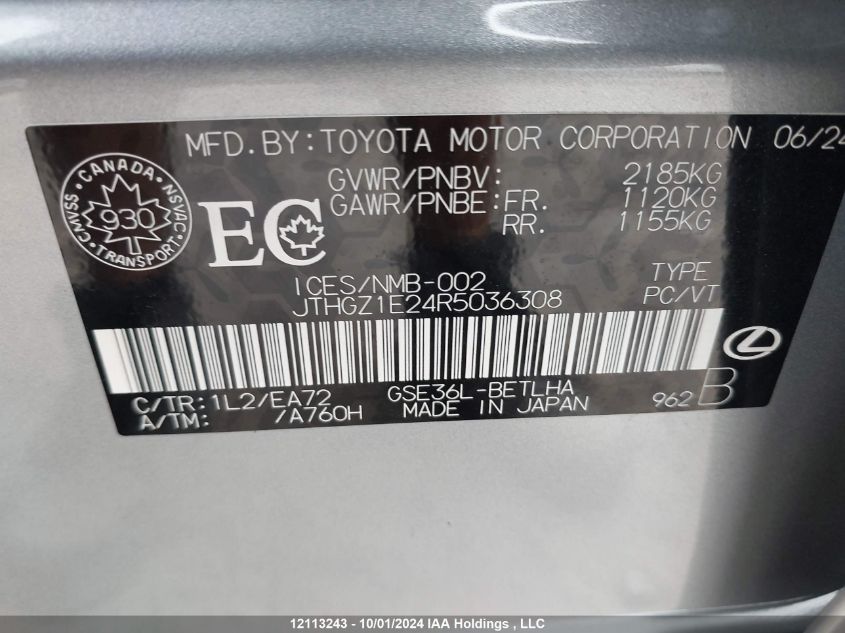 MFD.BY:TOYOTA MOTOR CORPORATION 06/24
GVWR/PNBV: 2185KG
GAWR/PNBE:FR. 1120KG
RR. 1155KG
CANADA
CMVSS 930 NSVAC
TRANSPORT
EC
ICES/NMB-002
JTHGZ1E24R5036308
TYPE
PC/VT
C/TR:1L2/EA72
A/TM: /A760H
GSE36L-BETLHA
MADE IN JAPAN
962 B
12113243 - 10/01/2024 IAA Holdings , LLC